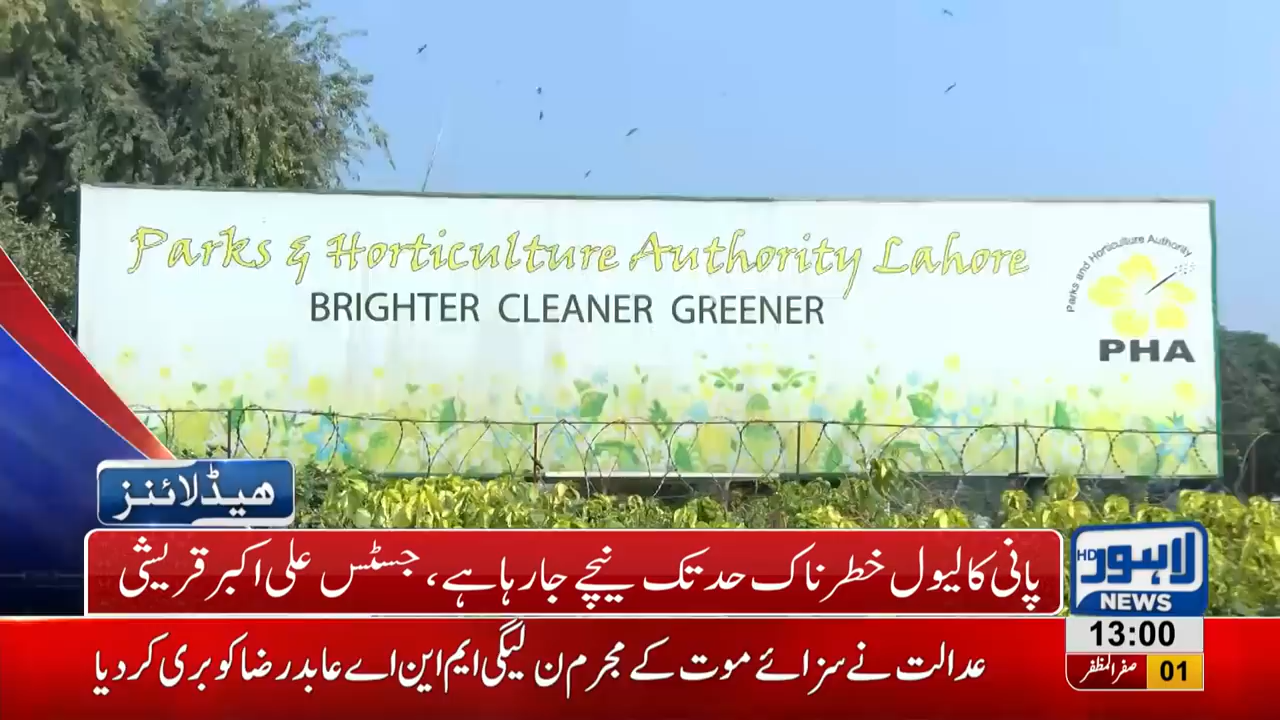 Parks & Horticulture Authority Lahore
BRIGHTER CLEANER GREENER
Parks and Horticulture Authority
PHA
ہیڈلائنز
پانی کا لیول خطرناک حد تک نیچے جا رہا ہے، جسٹس علی اکبر قریشی
HD
لاہور
NEWS
13:00
عدالت نے سزائے موت کے مجرم ن لیگی ایم این اے عابد رضا کو بری کر دیا
صفر المظفر
01